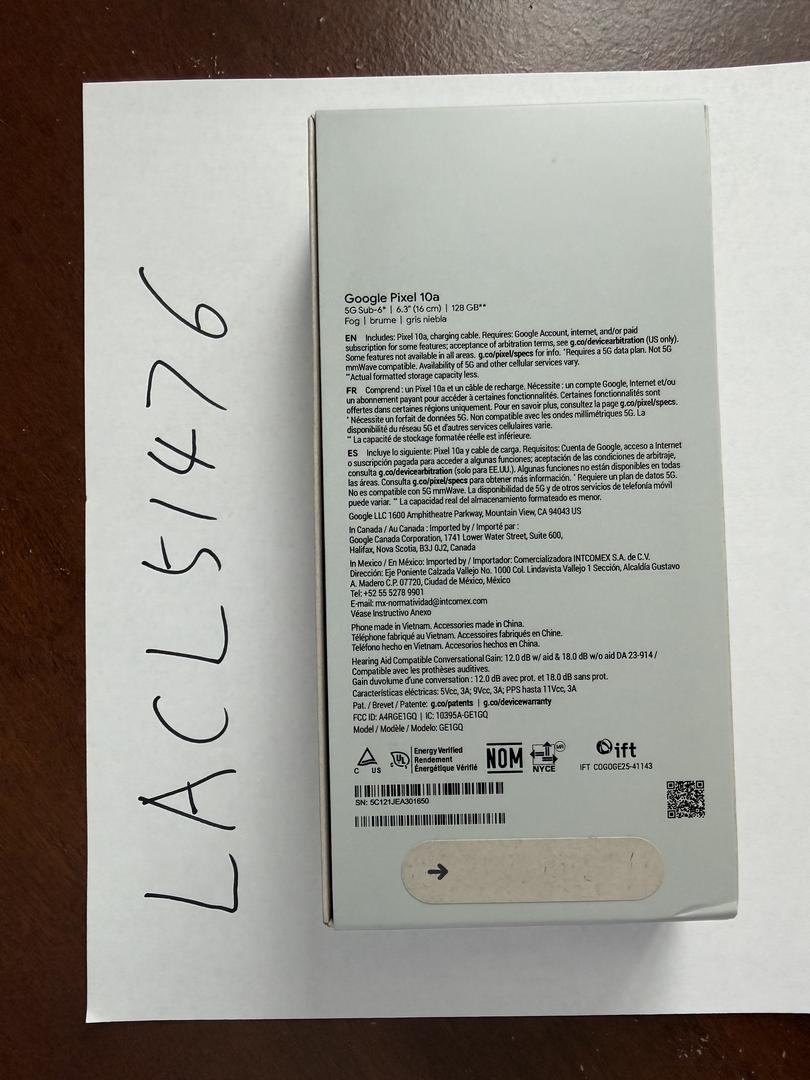 LACL51476
Google Pixel 10a
5G Sub-6* | 6.3" (16 cm) | 128 GB**
Fog | brume | gris niebla
EN Includes: Pixel 10a, charging cable. Requires: Google Account, internet, and/or paid
subscription for some features; acceptance of arbitration terms, see g.co/devicearbitration (US only).
Some features not available in all areas. g.co/pixel/specs for info. *Requires a 5G data plan. Not 5G
mmWave compatible. Availability of 5G and other cellular services vary.
**Actual formatted storage capacity less.
FR Comprend : un Pixel 10a et un câble de recharge. Nécessite : un compte Google, Internet et/ou
un abonnement payant pour accéder à certaines fonctionnalités. Certaines fonctionnalités sont
offertes dans certaines régions uniquement. Pour en savoir plus, consultez la page g.co/pixel/specs.
* Nécessite un forfait de données 5G. Non compatible avec les ondes millimétriques 5G. La
disponibilité du réseau 5G et d'autres services cellulaires varie.
** La capacité de stockage formatée réelle est inférieure.
ES Incluye lo siguiente: Pixel 10a y cable de carga. Requisitos: Cuenta de Google, acceso a Internet
o suscripción pagada para acceder a algunas funciones; aceptación de las condiciones de arbitraje,
consulta g.co/devicearbitration (solo para EE.UU.). Algunas funciones no están disponibles en todas
las áreas. Consulta g.co/pixel/specs para obtener más información. * Requiere un plan de datos 5G.
No es compatible con 5G mmWave. La disponibilidad de 5G y de otros servicios de telefonía móvil
puede variar. ** La capacidad real del almacenamiento formateado es menor.
Google LLC 1600 Amphitheatre Parkway, Mountain View, CA 94043 US
In Canada / Au Canada : Imported by / Importé par :
Google Canada Corporation, 1741 Lower Water Street, Suite 600,
Halifax, Nova Scotia, B3J 0J2, Canada
In Mexico / En México: Imported by / Importador: Comercializadora INTCOMEX S.A. de C.V.
Dirección: Eje Poniente Calzada Vallejo No. 1000 Col. Lindavista Vallejo 1 Sección, Alcaldía Gustavo
A. Madero C.P. 07720, Ciudad de México, México
Tel: +52 55 5278 9901
E-mail: mx-normatividad@intcomex.com
Véase Instructivo Anexo
Phone made in Vietnam. Accessories made in China.
Téléphone fabriqué au Vietnam. Accessoires fabriqués en Chine.
Teléfono hecho en Vietnam. Accesorios hechos en China.
Hearing Aid Compatible Conversational Gain: 12.0 dB w/ aid & 18.0 dB w/o aid DA 23-914 /
Compatible avec les prothèses auditives.
Gain duvolume d'une conversation : 12.0 dB avec prot. et 18.0 dB sans prot.
Características eléctricas: 5Vcc, 3A; 9Vcc, 3A; PPS hasta 11Vcc, 3A
Pat. / Brevet / Patente: g.co/patents | g.co/devicewarranty
FCC ID: A4RGE1GQ | IC: 10395A-GE1GQ
Model / Modèle / Modelo: GE1GQ
C US
UL
Energy Verified
Rendement
Énergétique Vérifié
NOM
NYCE
MR
ift
IFT COGOGE25-41143
SN: 5C121JEA301650